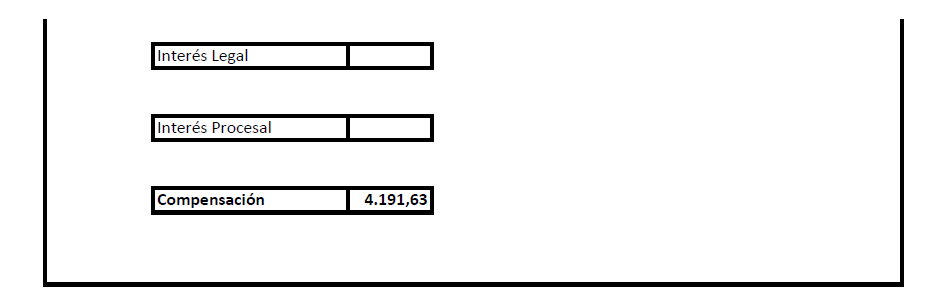 Interés Legal
Interés Procesal
Compensación 4.191,63